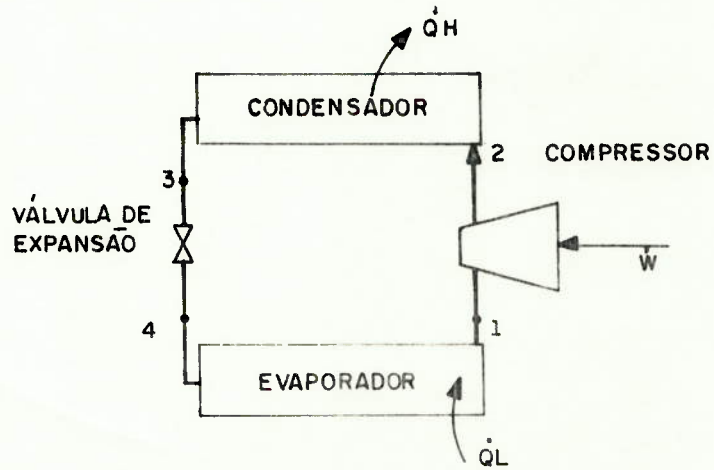 Q̇H
CONDENSADOR
2
COMPRESSOR
3
VÁLVULA DE
EXPANSÃO
Ẇ
4
1
EVAPORADOR
Q̇L